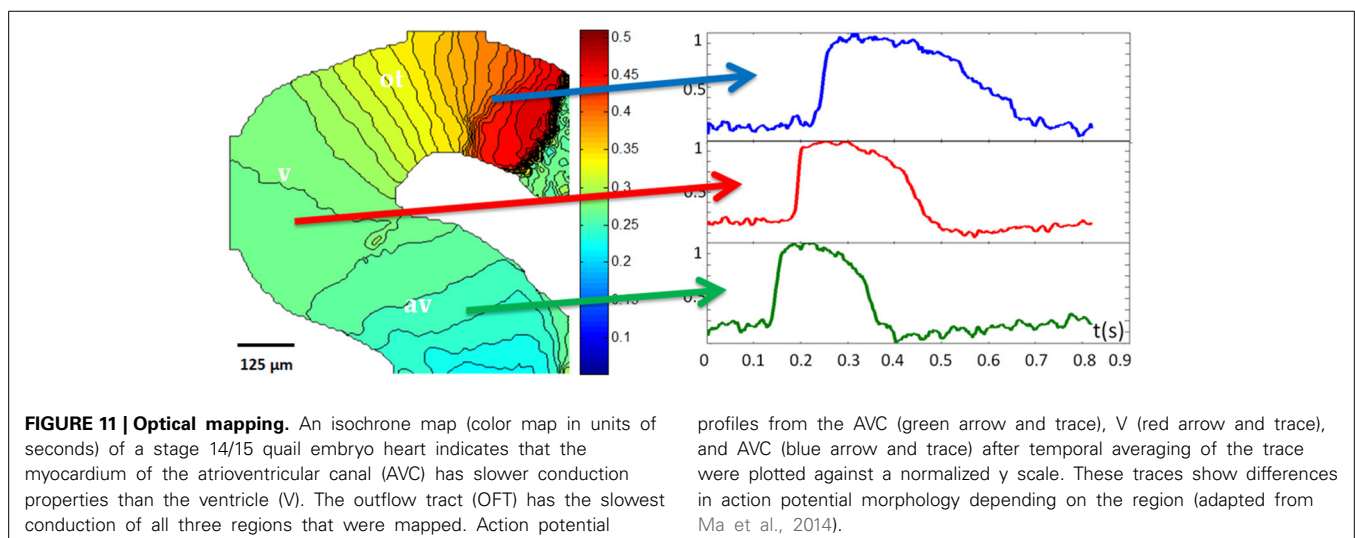 ot
v
av
125 µm
0.5
0.45
0.4
0.35
0.3
0.25
0.2
0.1
1
0.5
1
0.5
1
t(s)
0 0.1 0.2 0.3 0.4 0.5 0.6 0.7 0.8 0.9
FIGURE 11 | Optical mapping. An isochrone map (color map in units of
seconds) of a stage 14/15 quail embryo heart indicates that the
myocardium of the atrioventricular canal (AVC) has slower conduction
properties than the ventricle (V). The outflow tract (OFT) has the slowest
conduction of all three regions that were mapped. Action potential
profiles from the AVC (green arrow and trace), V (red arrow and trace),
and AVC (blue arrow and trace) after temporal averaging of the trace
were plotted against a normalized y scale. These traces show differences
in action potential morphology depending on the region (adapted from
Ma et al., 2014).